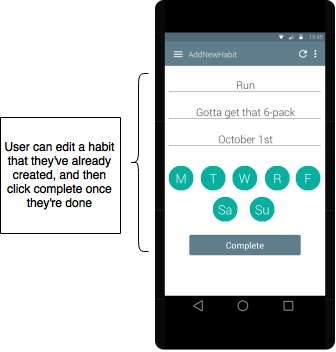 User can edit a habit
that they've already
created, and then
click complete once
they're done
15:45
AddNewHabit
Run
Gotta get that 6-pack
October 1st
M T W R F
Sa Su
Complete